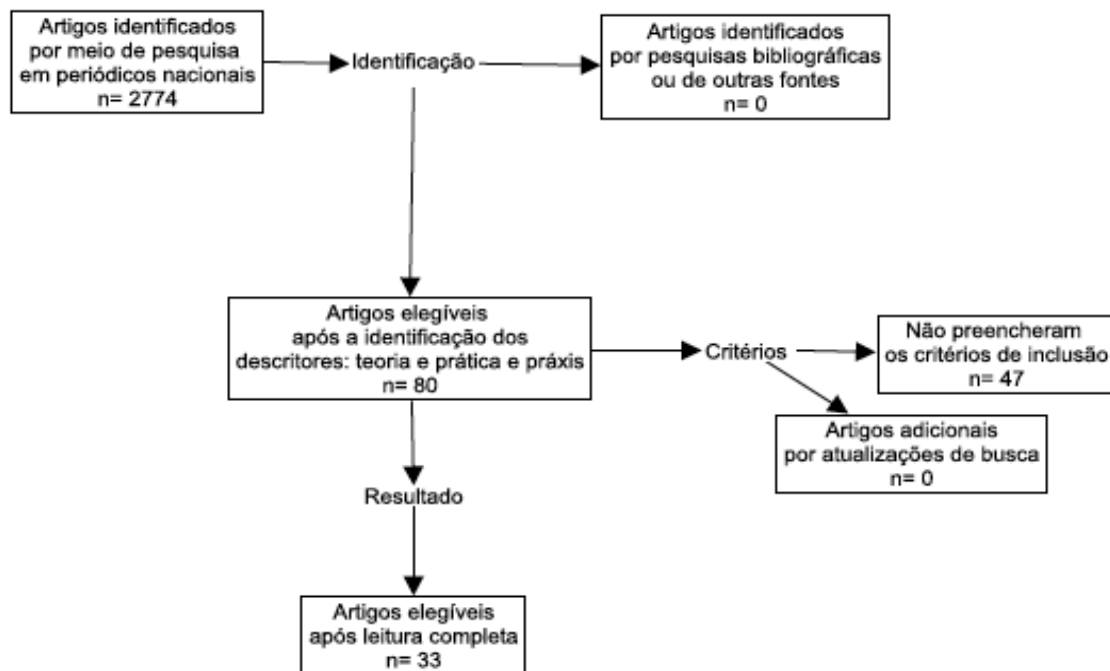 Artigos identificados
por meio de pesquisa
em periódicos nacionais
n= 2774
Identificação
Artigos identificados
por pesquisas bibliográficas
ou de outras fontes
n= 0
Artigos elegíveis
após a identificação dos
descritores: teoria e prática e práxis
n= 80
Critérios
Não preencheram
os critérios de inclusão
n= 47
Artigos adicionais
por atualizações de busca
n= 0
Resultado
Artigos elegíveis
após leitura completa
n= 33